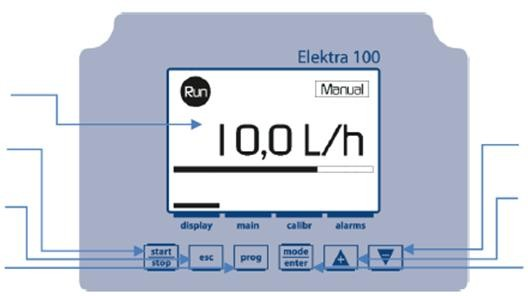 Elektra 100
Run
Manual
10,0 L/h
display main calibr alarms
start
stop
esc
prog
mode
enter